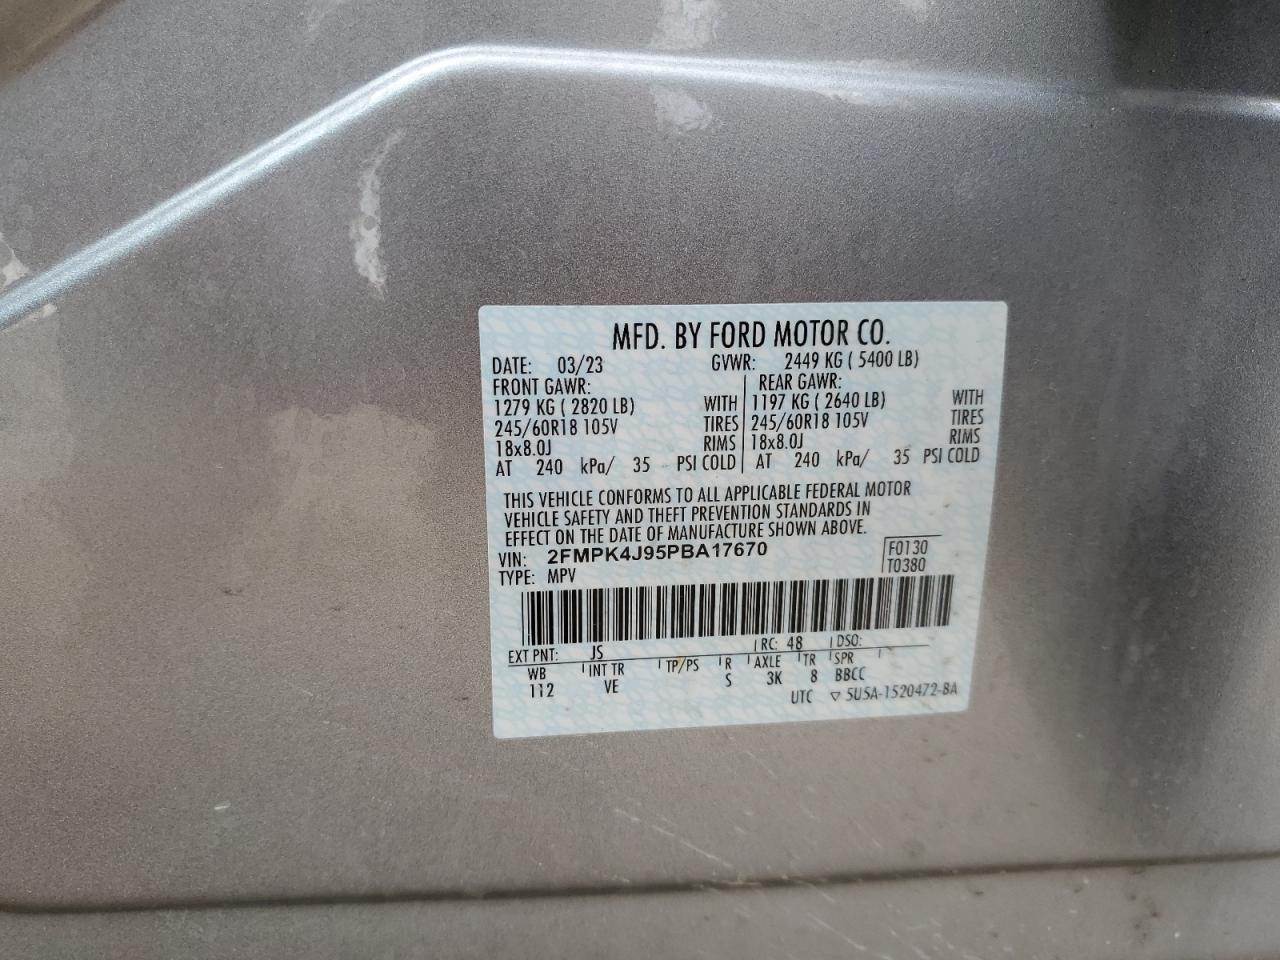 MFD. BY FORD MOTOR CO.
DATE: 03/23 GVWR: 2449 KG ( 5400 LB)
FRONT GAWR: REAR GAWR:
1279 KG ( 2820 LB) WITH 1197 KG ( 2640 LB) WITH
245/60R18 105V TIRES 245/60R18 105V TIRES
18x8.0J RIMS 18x8.0J RIMS
AT 240 kPa/ 35 PSI COLD AT 240 kPa/ 35 PSI COLD
THIS VEHICLE CONFORMS TO ALL APPLICABLE FEDERAL MOTOR
VEHICLE SAFETY AND THEFT PREVENTION STANDARDS IN
EFFECT ON THE DATE OF MANUFACTURE SHOWN ABOVE.
VIN: 2FMPK4J95PBA17670 F0130
TYPE: MPV T0380
EXT PNT: JS RC: 48 DSO:
WB INT TR TP/PS R AXLE TR SPR
112 VE S 3K 8 BBCC
UTC ▽ 5U5A-1520472-BA